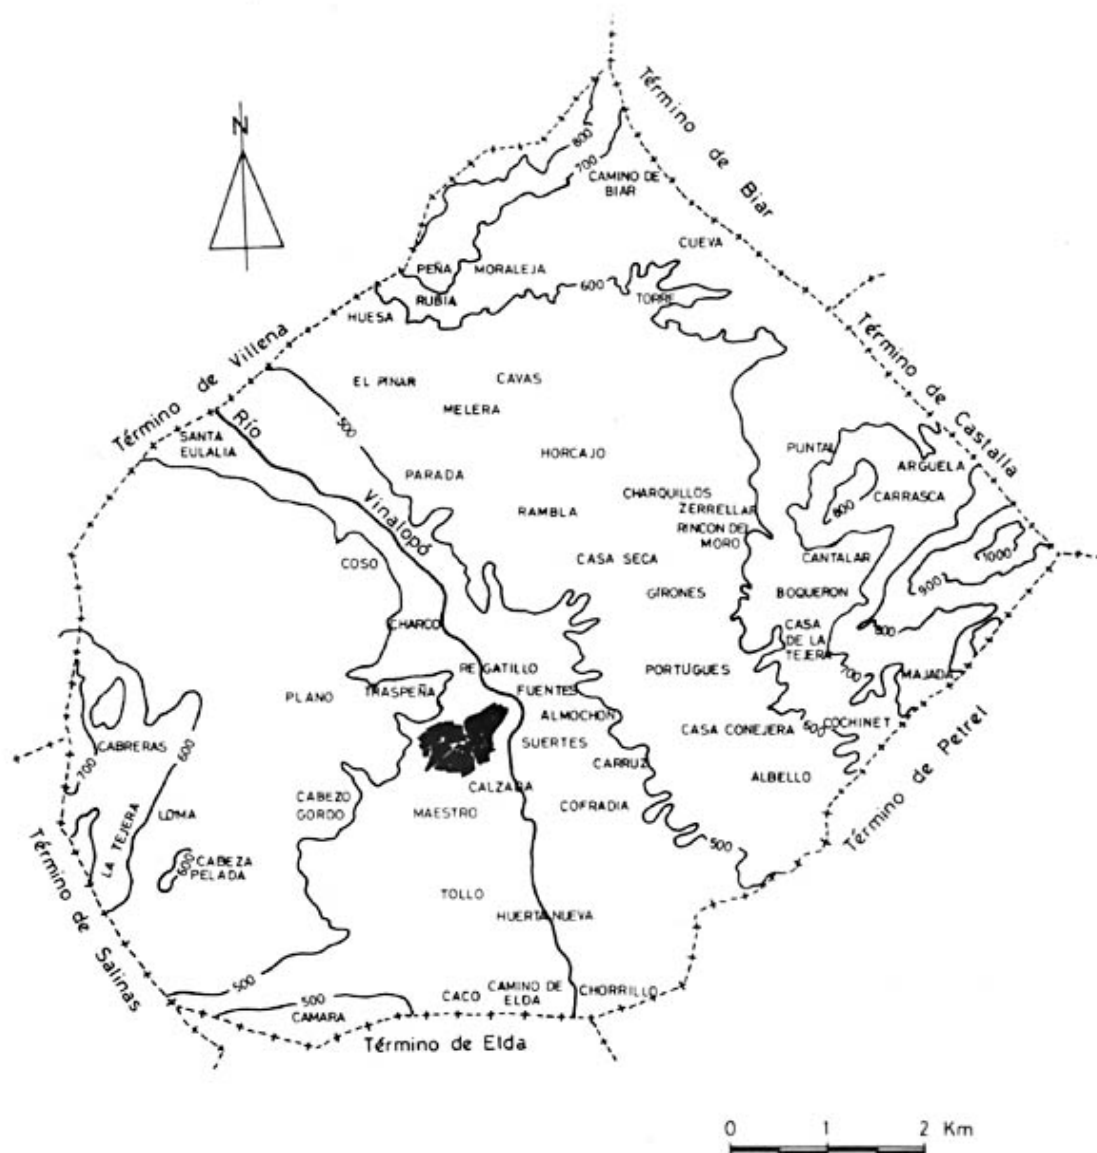 N
Término de Biar
800
700
CAMINO DE
BIAR
CUEVA
PEÑA
RUBIA
MORALEJA
600
TORRE
HUESA
Término de Villena
Término de Castalla
EL PINAR
CAVAS
MELERA
500
Río Vinalopó
SANTA
EULALIA
PARADA
HORCAJO
PUNTAL
ARGUELA
CARRASCA
800
CHARQUILLOS
ZERRELLAR
RAMBLA
RINCON DEL
MORO
CASA SECA
CANTALAR
1000
900
COSO
GIRONES
BOQUERON
CHARCO
CASA
DE LA
TEJERA
800
REGATILLO
PORTUGUES
700
MAJADA
PLANO
TRASPEÑA
FUENTES
ALMOCHON
CASA CONEJERA
600
COCHINET
CABRERAS
700
600
SUERTES
CARRUZ
ALBELLO
Término de Petrel
CALZADA
CABEZO
GORDO
MAESTRO
COFRADIA
LOMA
LA TEJERA
500
600
CABEZA
PELADA
TOLLO
HUERTA NUEVA
Término de Salinas
500
500
CAMARA
CACO
CAMINO DE
ELDA
CHORRILLO
Término de Elda
0 1 2 Km